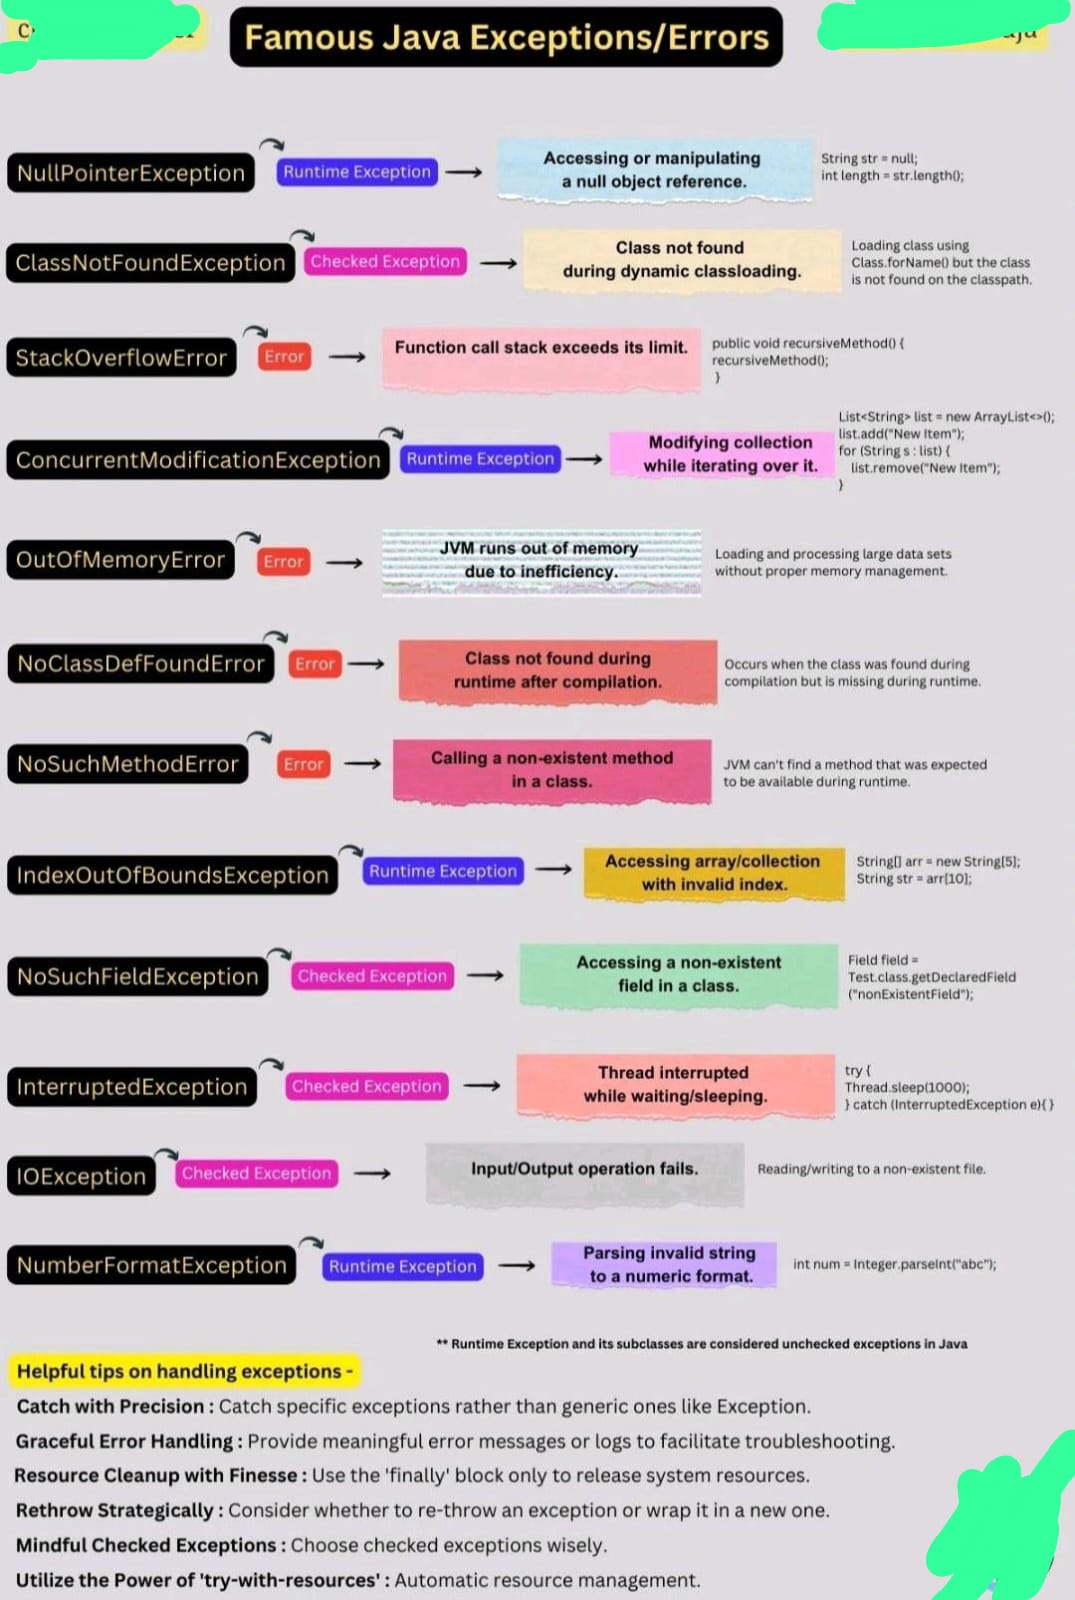 Famous Java Exceptions/Errors
NullPointerException
Runtime Exception
Accessing or manipulating
a null object reference.
String str = null;
int length = str.length();
ClassNotFoundException
Checked Exception
Class not found
during dynamic classloading.
Loading class using
Class.forName() but the class
is not found on the classpath.
StackOverflowError
Error
Function call stack exceeds its limit.
public void recursiveMethod() {
recursiveMethod();
}
ConcurrentModificationException
Runtime Exception
Modifying collection
while iterating over it.
List<String> list = new ArrayList<>();
list.add("New Item");
for (String s : list) {
list.remove("New Item");
}
OutOfMemoryError
Error
JVM runs out of memory
due to inefficiency.
Loading and processing large data sets
without proper memory management.
NoClassDefFoundError
Error
Class not found during
runtime after compilation.
Occurs when the class was found during
compilation but is missing during runtime.
NoSuchMethodError
Error
Calling a non-existent method
in a class.
JVM can't find a method that was expected
to be available during runtime.
IndexOutOfBoundsException
Runtime Exception
Accessing array/collection
with invalid index.
String[] arr = new String[5];
String str = arr[10];
NoSuchFieldException
Checked Exception
Accessing a non-existent
field in a class.
Field field =
Test.class.getDeclaredField
("nonExistentField");
InterruptedException
Checked Exception
Thread interrupted
while waiting/sleeping.
try {
Thread.sleep(1000);
} catch (InterruptedException e){ }
IOException
Checked Exception
Input/Output operation fails.
Reading/writing to a non-existent file.
NumberFormatException
Runtime Exception
Parsing invalid string
to a numeric format.
int num = Integer.parseInt("abc");
** Runtime Exception and its subclasses are considered unchecked exceptions in Java
Helpful tips on handling exceptions -
Catch with Precision : Catch specific exceptions rather than generic ones like Exception.
Graceful Error Handling : Provide meaningful error messages or logs to facilitate troubleshooting.
Resource Cleanup with Finesse : Use the 'finally' block only to release system resources.
Rethrow Strategically : Consider whether to re-throw an exception or wrap it in a new one.
Mindful Checked Exceptions : Choose checked exceptions wisely.
Utilize the Power of 'try-with-resources' : Automatic resource management.